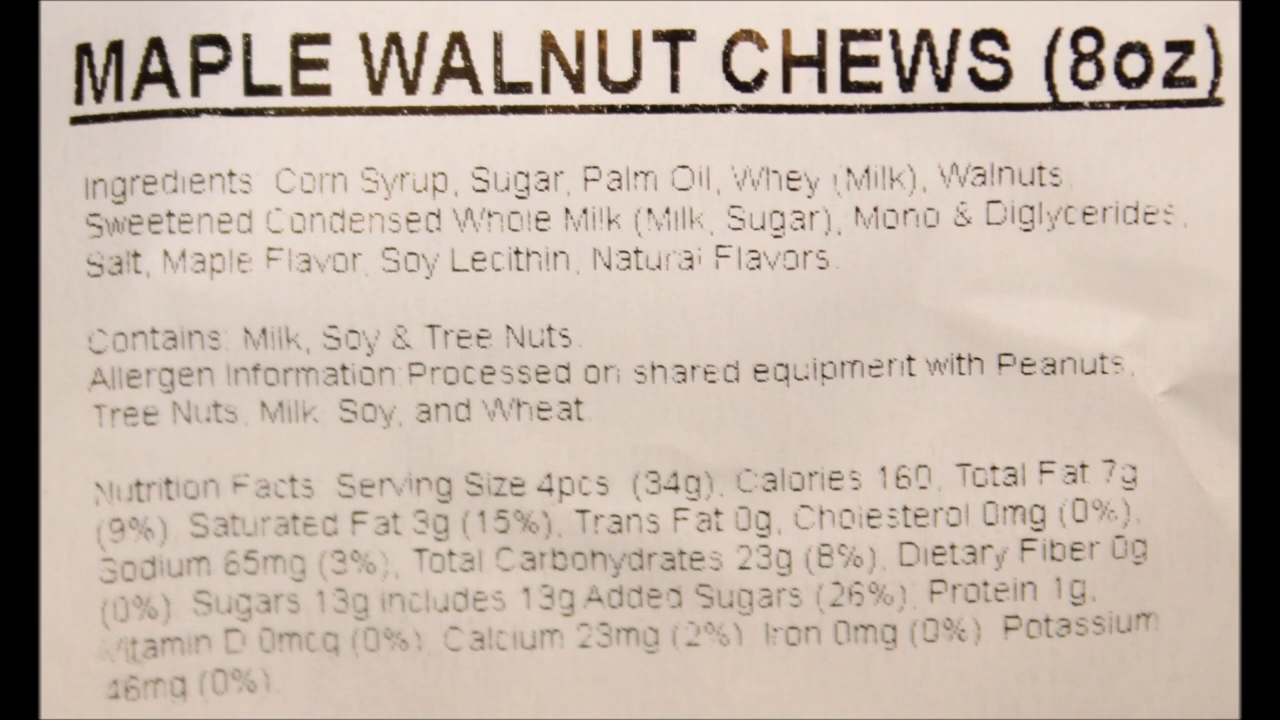 MAPLE WALNUT CHEWS (8oz)
Ingredients: Corn Syrup, Sugar, Palm Oil, Whey (Milk), Walnuts,
Sweetened Condensed Whole Milk (Milk, Sugar), Mono & Diglycerides,
Salt, Maple Flavor, Soy Lecithin, Natural Flavors.
Contains: Milk, Soy & Tree Nuts.
Allergen Information:Processed on shared equipment with Peanuts,
Tree Nuts, Milk, Soy, and Wheat.
Nutrition Facts: Serving Size 4pcs (34g), Calories 160, Total Fat 7g
(9%), Saturated Fat 3g (15%), Trans Fat 0g, Cholesterol 0mg (0%),
Sodium 65mg (3%), Total Carbohydrates 23g (8%), Dietary Fiber 0g
(0%), Sugars 13g includes 13g Added Sugars (26%), Protein 1g,
Vitamin D 0mcg (0%), Calcium 23mg (2%), Iron 0mg (0%), Potassium
46mg (0%).